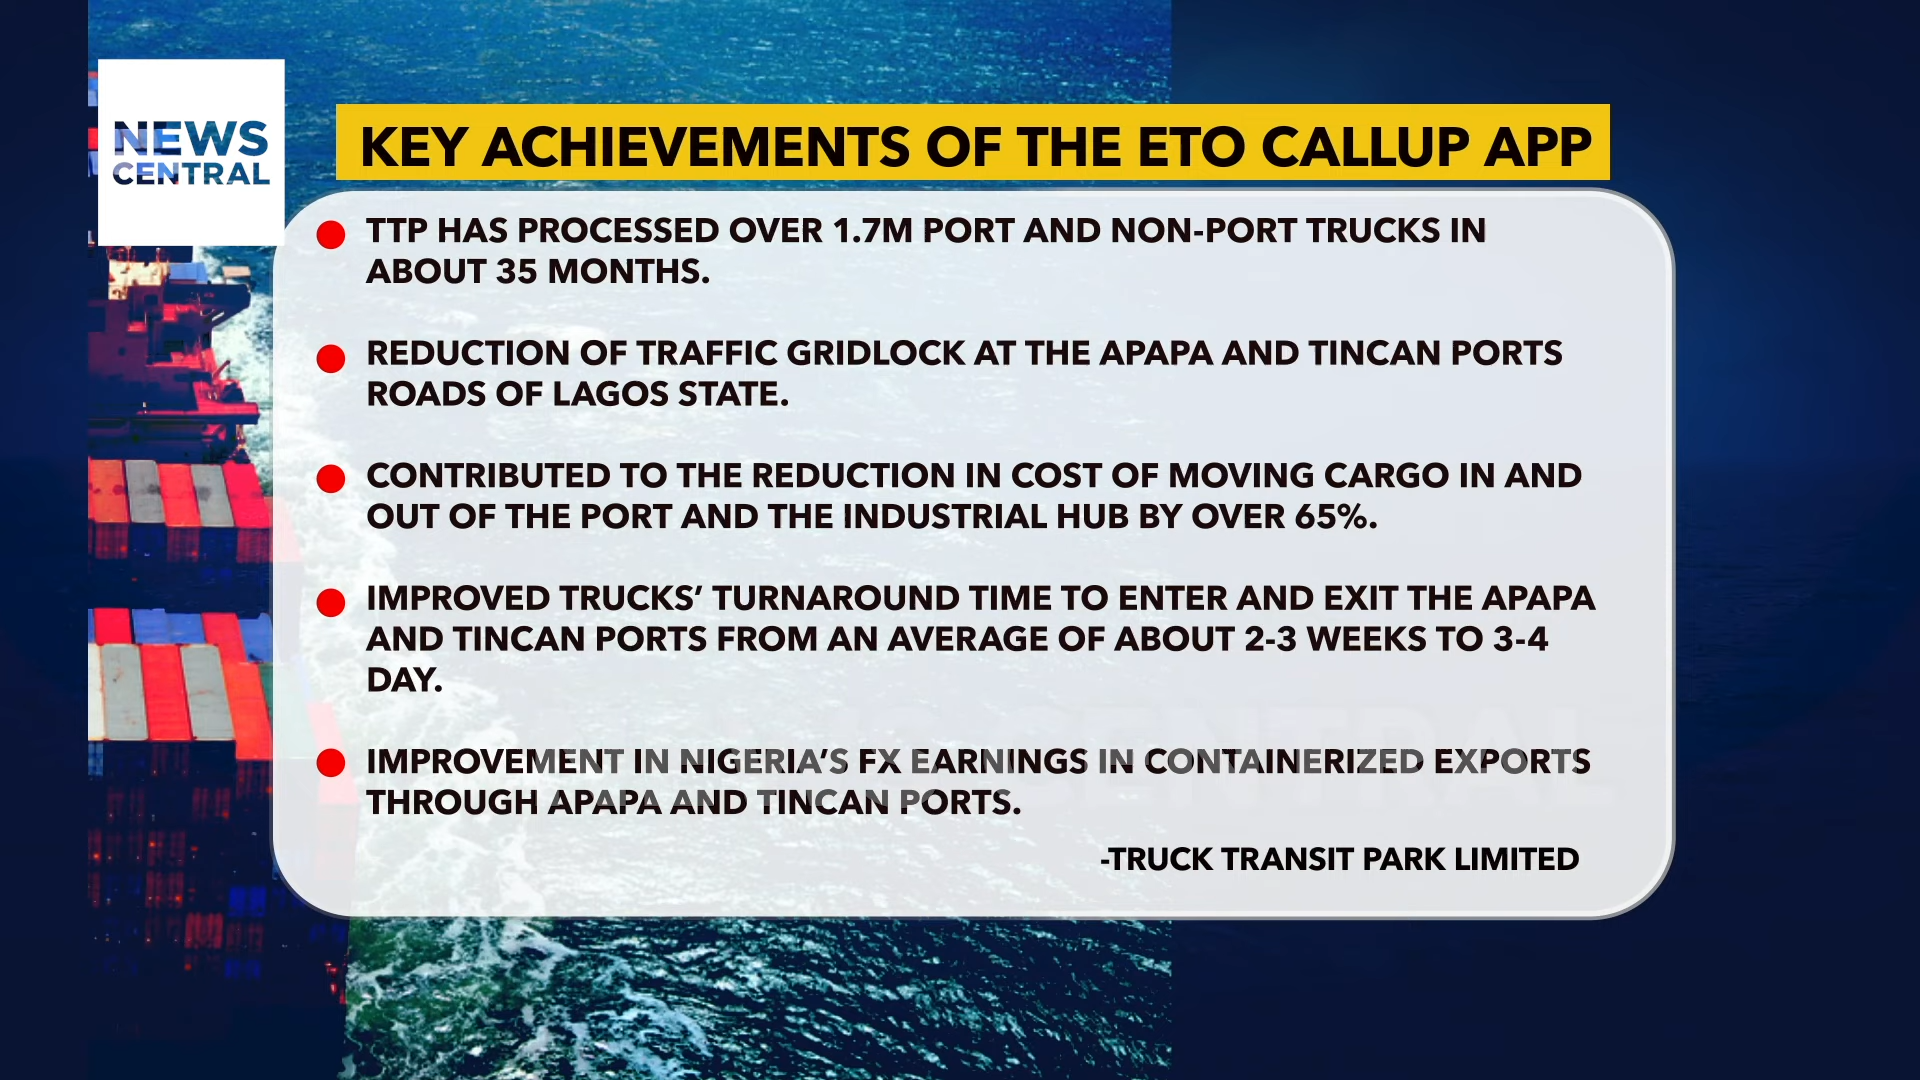 NEWS
CENTRAL
KEY ACHIEVEMENTS OF THE ETO CALLUP APP
TTP HAS PROCESSED OVER 1.7M PORT AND NON-PORT TRUCKS IN
ABOUT 35 MONTHS.
REDUCTION OF TRAFFIC GRIDLOCK AT THE APAPA AND TINCAN PORTS
ROADS OF LAGOS STATE.
CONTRIBUTED TO THE REDUCTION IN COST OF MOVING CARGO IN AND
OUT OF THE PORT AND THE INDUSTRIAL HUB BY OVER 65%.
IMPROVED TRUCKS’ TURNAROUND TIME TO ENTER AND EXIT THE APAPA
AND TINCAN PORTS FROM AN AVERAGE OF ABOUT 2-3 WEEKS TO 3-4
DAY.
IMPROVEMENT IN NIGERIA’S FX EARNINGS IN CONTAINERIZED EXPORTS
THROUGH APAPA AND TINCAN PORTS.
-TRUCK TRANSIT PARK LIMITED